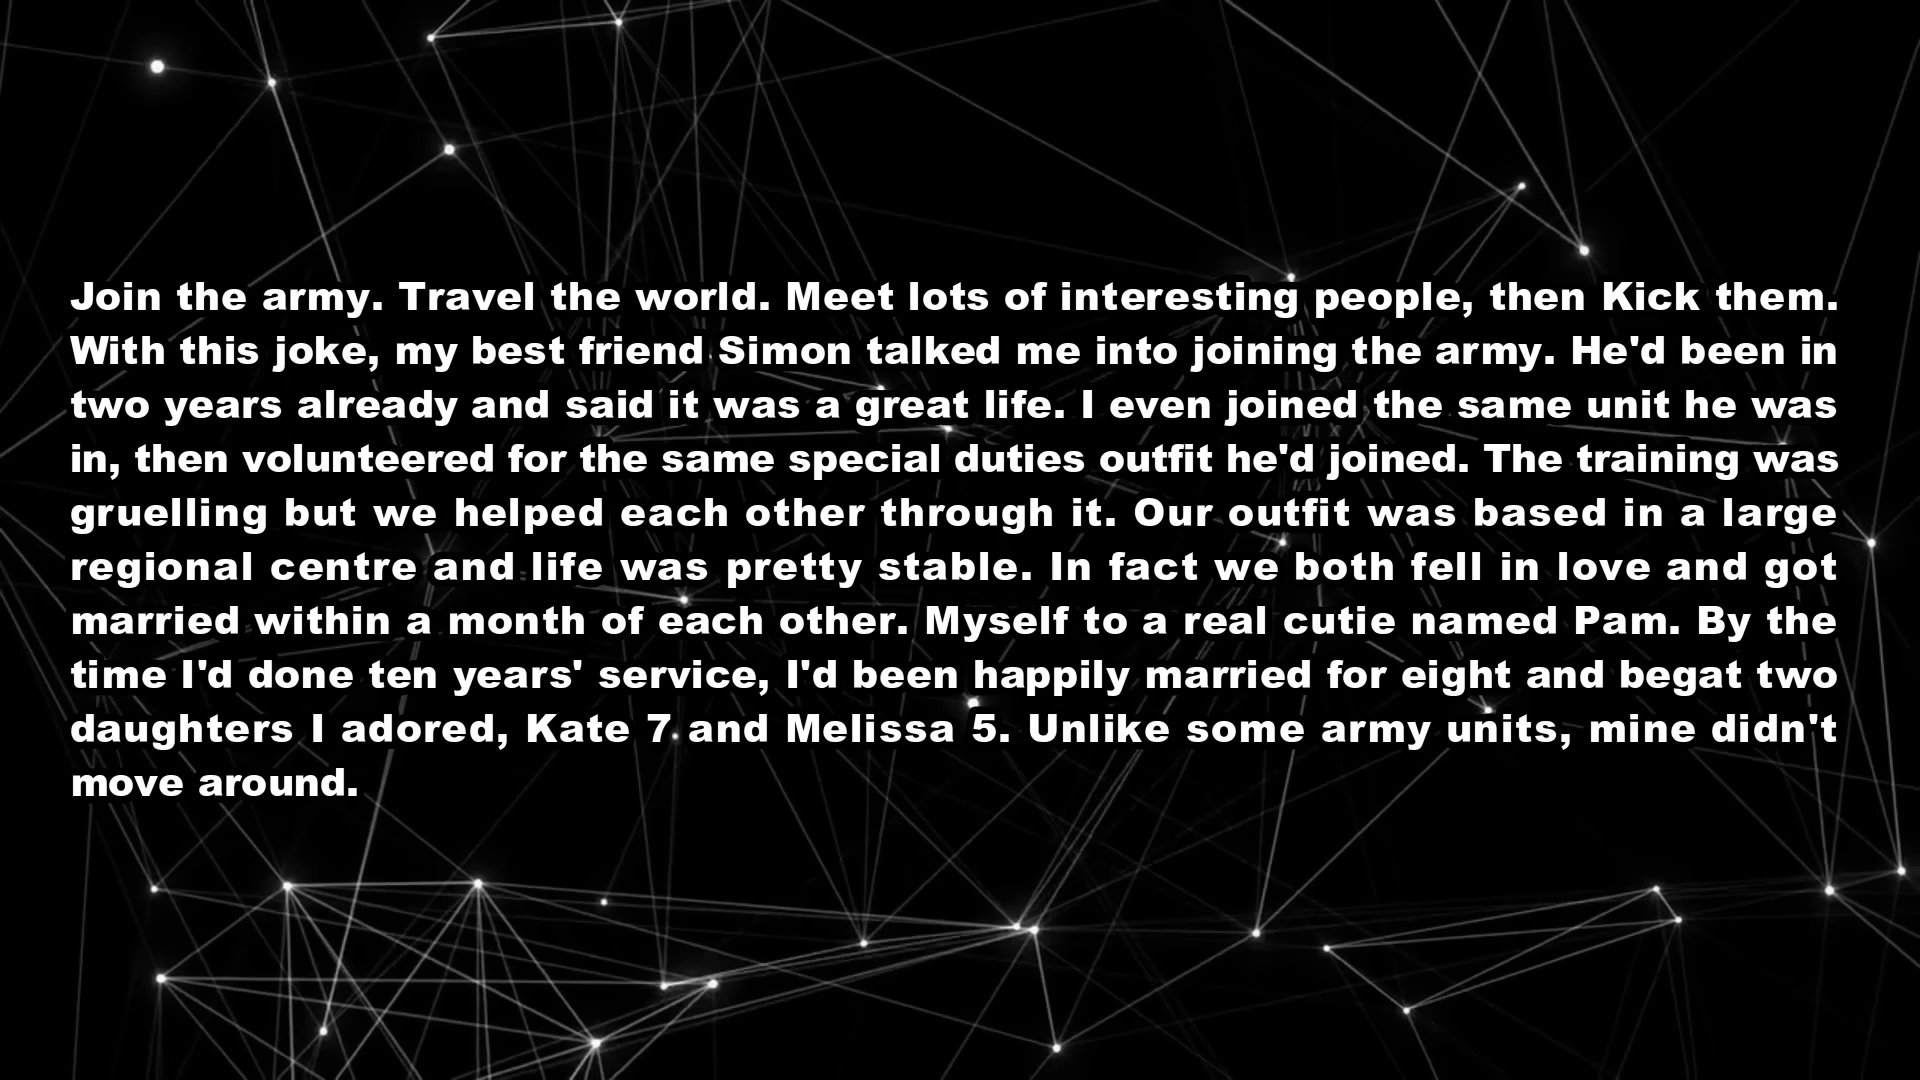 Join the army. Travel the world. Meet lots of interesting people, then Kick them.
With this joke, my best friend Simon talked me into joining the army. He'd been in
two years already and said it was a great life. I even joined the same unit he was
in, then volunteered for the same special duties outfit he'd joined. The training was
gruelling but we helped each other through it. Our outfit was based in a large
regional centre and life was pretty stable. In fact we both fell in love and got
married within a month of each other. Myself to a real cutie named Pam. By the
time I'd done ten years' service, I'd been happily married for eight and begat two
daughters I adored, Kate 7 and Melissa 5. Unlike some army units, mine didn't
move around.